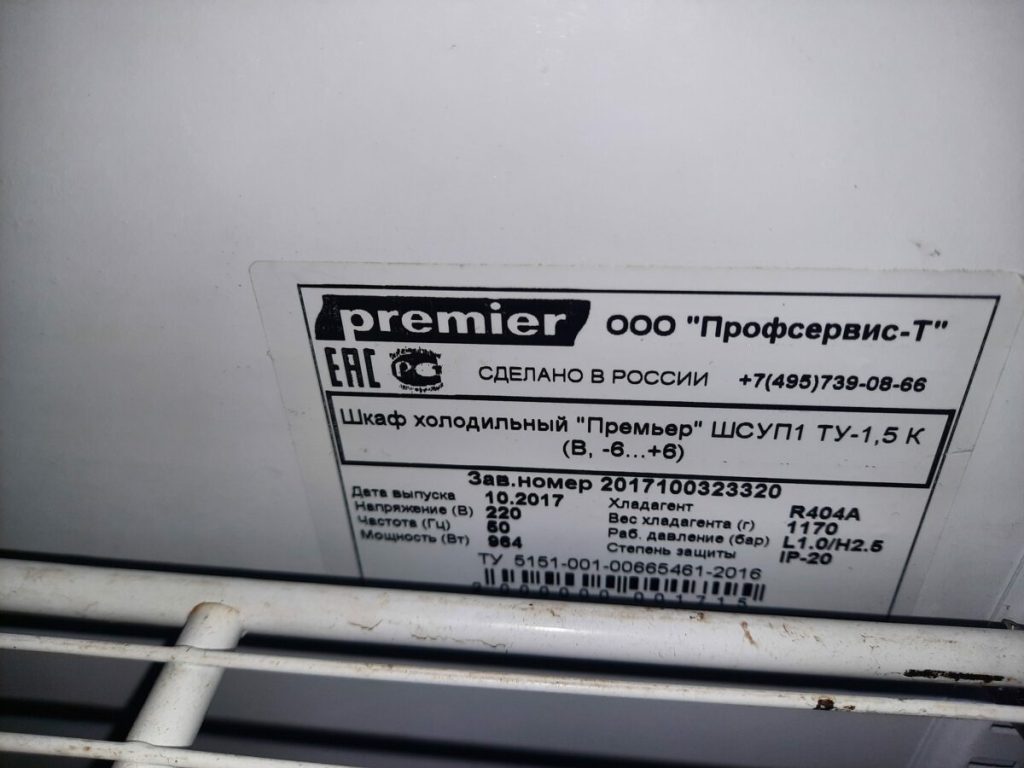 premier ООО "Профсервис-Т"
ЕАС РСТ СДЕЛАНО В РОССИИ +7(495)739-08-66
Шкаф холодильный "Премьер" ШСУП1 ТУ-1,5 К
(В, -6...+6)
Зав.номер 2017100323320
Дата выпуска 10.2017 Хладагент R404A
Напряжение (В) 220 Вес хладагента (г) 1170
Частота (Гц) 50 Раб. давление (бар) L1.0/H2.5
Мощность (Вт) 964 Степень защиты IP-20
ТУ 5151-001-00665461-2016